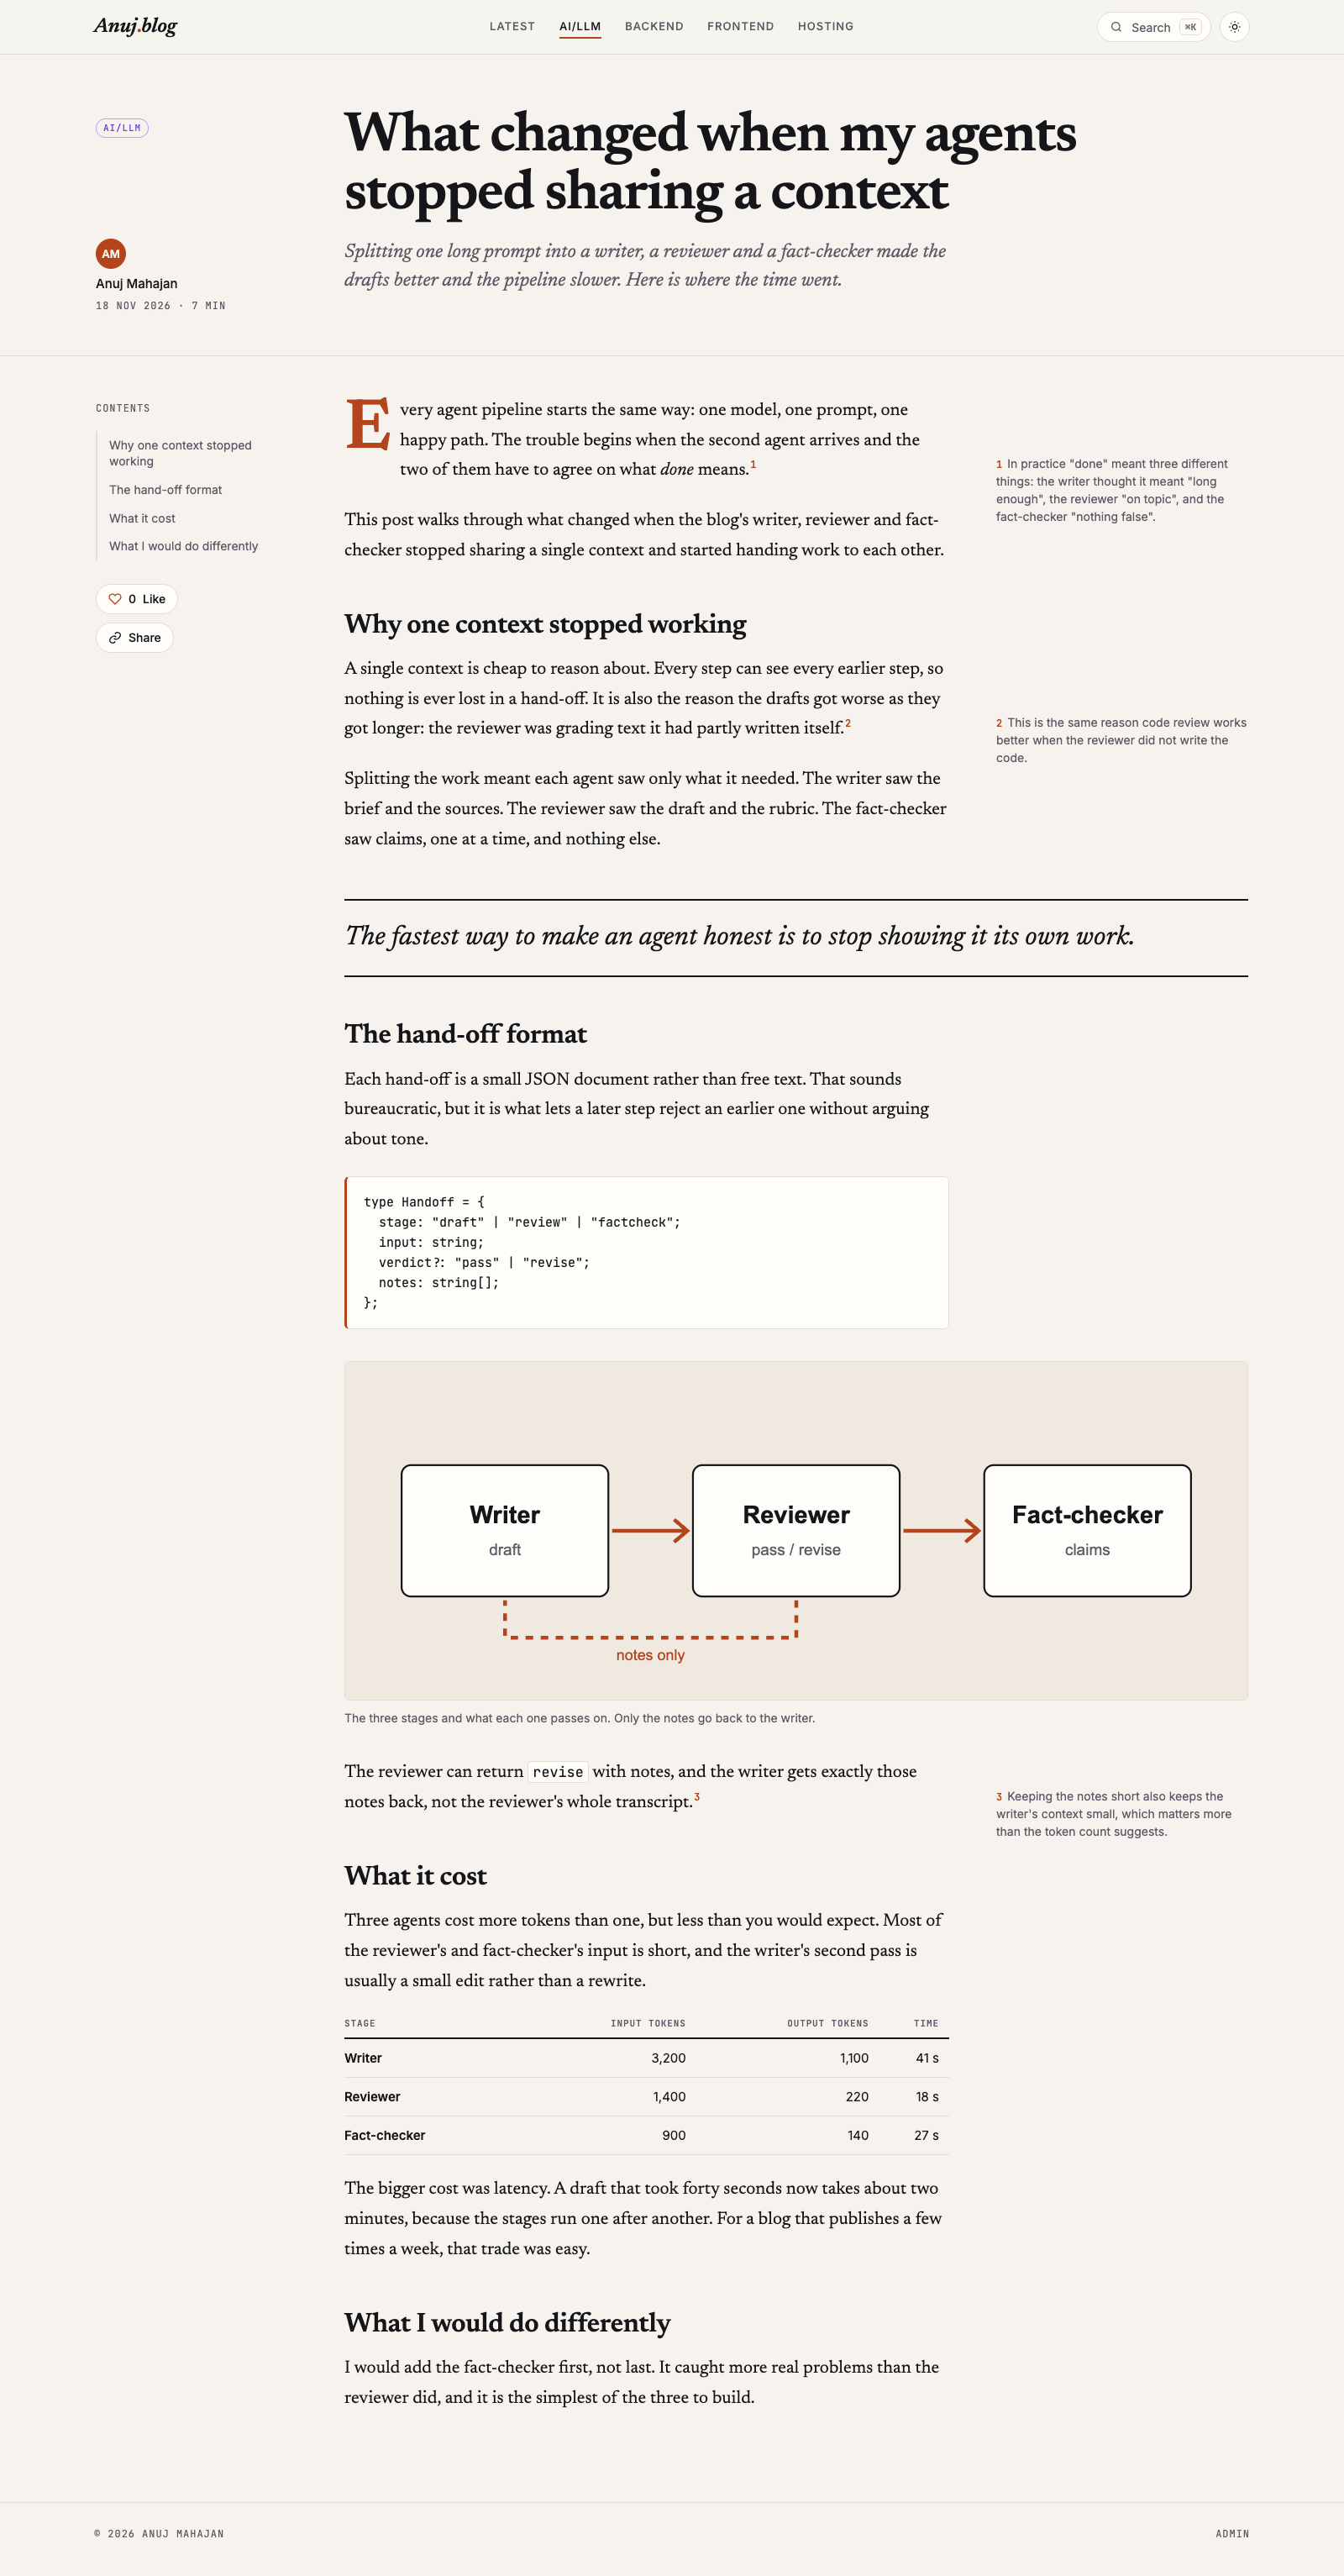 Anuj.blog
LATEST AI/LLM BACKEND FRONTEND HOSTING
Search ⌘K
AI/LLM
What changed when my agents
stopped sharing a context
Splitting one long prompt into a writer, a reviewer and a fact-checker made the
drafts better and the pipeline slower. Here is where the time went.
AM
Anuj Mahajan
18 NOV 2026 · 7 MIN
CONTENTS
Why one context stopped
working
The hand-off format
What it cost
What I would do differently
0 Like
Share
Every agent pipeline starts the same way: one model, one prompt, one
happy path. The trouble begins when the second agent arrives and the
two of them have to agree on what done means.1
1 In practice "done" meant three different
things: the writer thought it meant "long
enough", the reviewer "on topic", and the
fact-checker "nothing false".
This post walks through what changed when the blog's writer, reviewer and fact-
checker stopped sharing a single context and started handing work to each other.
Why one context stopped working
A single context is cheap to reason about. Every step can see every earlier step, so
nothing is ever lost in a hand-off. It is also the reason the drafts got worse as they
got longer: the reviewer was grading text it had partly written itself.2
2 This is the same reason code review works
better when the reviewer did not write the
code.
Splitting the work meant each agent saw only what it needed. The writer saw the
brief and the sources. The reviewer saw the draft and the rubric. The fact-checker
saw claims, one at a time, and nothing else.
The fastest way to make an agent honest is to stop showing it its own work.
The hand-off format
Each hand-off is a small JSON document rather than free text. That sounds
bureaucratic, but it is what lets a later step reject an earlier one without arguing
about tone.
type Handoff = {
  stage: "draft" | "review" | "factcheck";
  input: string;
  verdict?: "pass" | "revise";
  notes: string[];
};
Writer
draft
Reviewer
pass / revise
Fact-checker
claims
notes only
The three stages and what each one passes on. Only the notes go back to the writer.
The reviewer can return revise with notes, and the writer gets exactly those
notes back, not the reviewer's whole transcript.3
3 Keeping the notes short also keeps the
writer's context small, which matters more
than the token count suggests.
What it cost
Three agents cost more tokens than one, but less than you would expect. Most of
the reviewer's and fact-checker's input is short, and the writer's second pass is
usually a small edit rather than a rewrite.
STAGE INPUT TOKENS OUTPUT TOKENS TIME
Writer 3,200 1,100 41 s
Reviewer 1,400 220 18 s
Fact-checker 900 140 27 s
The bigger cost was latency. A draft that took forty seconds now takes about two
minutes, because the stages run one after another. For a blog that publishes a few
times a week, that trade was easy.
What I would do differently
I would add the fact-checker first, not last. It caught more real problems than the
reviewer did, and it is the simplest of the three to build.
© 2026 ANUJ MAHAJAN
ADMIN